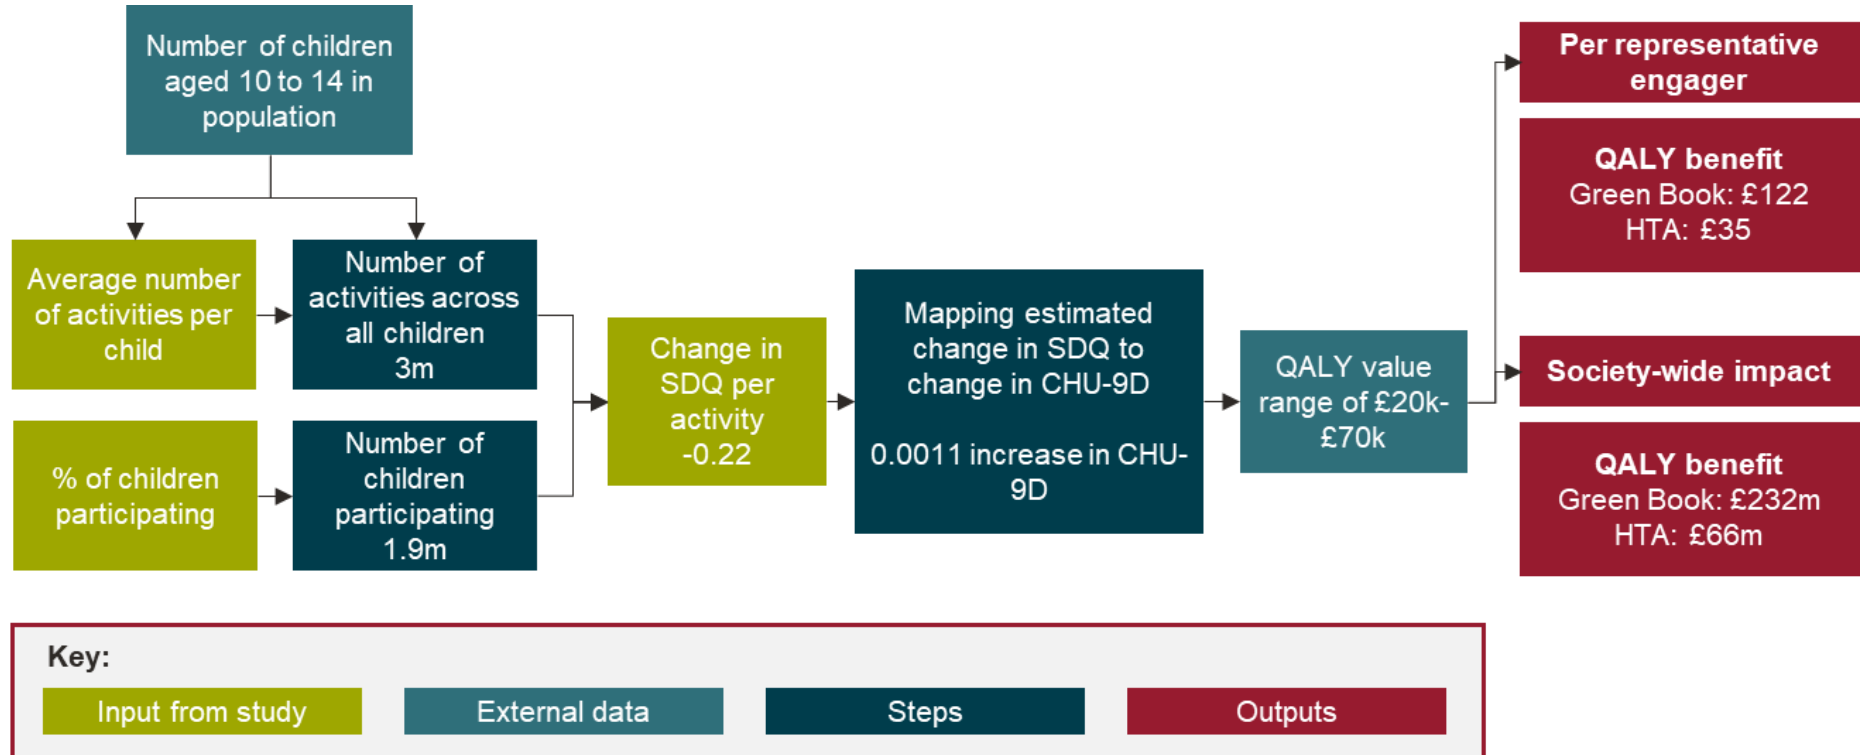 Number of children
aged 10 to 14 in
population
Average number
of activities per
child
Number of
activities across
all children
3m
% of children
participating
Number of
children
participating
1.9m
Change in
SDQ per
activity
-0.22
Mapping estimated
change in SDQ to
change in CHU-9D
0.0011 increase in CHU-
9D
QALY value
range of £20k-
£70k
Per representative
engager
QALY benefit
Green Book: £122
HTA: £35
Society-wide impact
QALY benefit
Green Book: £232m
HTA: £66m
Key:
Input from study
External data
Steps
Outputs